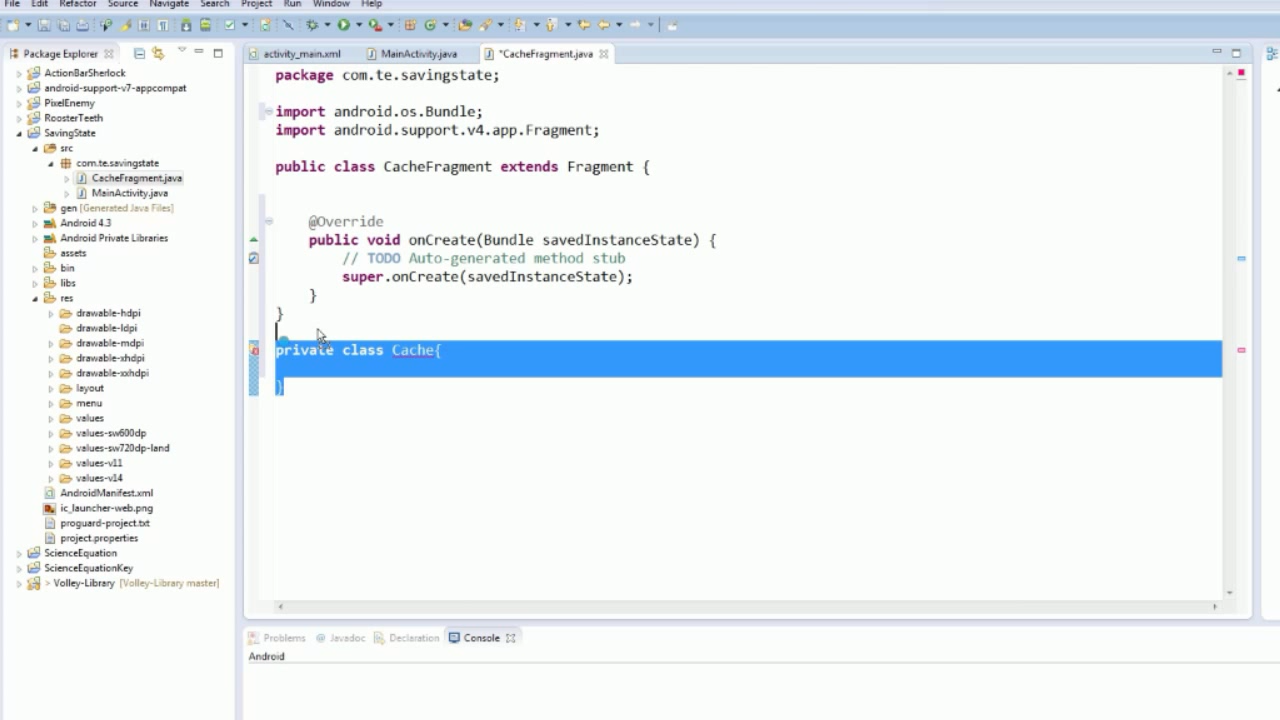 File Edit Refactor Source Navigate Search Project Run Window Help
Package Explorer
ActionBarSherlock
android-support-v7-appcompat
PixelEnemy
RoosterTeeth
SavingState
src
com.te.savingstate
CacheFragment.java
MainActivity.java
gen [Generated Java Files]
Android 4.3
Android Private Libraries
assets
bin
libs
res
drawable-hdpi
drawable-ldpi
drawable-mdpi
drawable-xhdpi
drawable-xxhdpi
layout
menu
values
values-sw600dp
values-sw720dp-land
values-v11
values-v14
AndroidManifest.xml
ic_launcher-web.png
proguard-project.txt
project.properties
ScienceEquation
ScienceEquationKey
> Volley-Library [Volley-Library master]
activity_main.xml MainActivity.java *CacheFragment.java
package com.te.savingstate;
import android.os.Bundle;
import android.support.v4.app.Fragment;
public class CacheFragment extends Fragment {
@Override
public void onCreate(Bundle savedInstanceState) {
// TODO Auto-generated method stub
super.onCreate(savedInstanceState);
}
}
private class Cache{
}
Problems @ Javadoc Declaration Console
Android